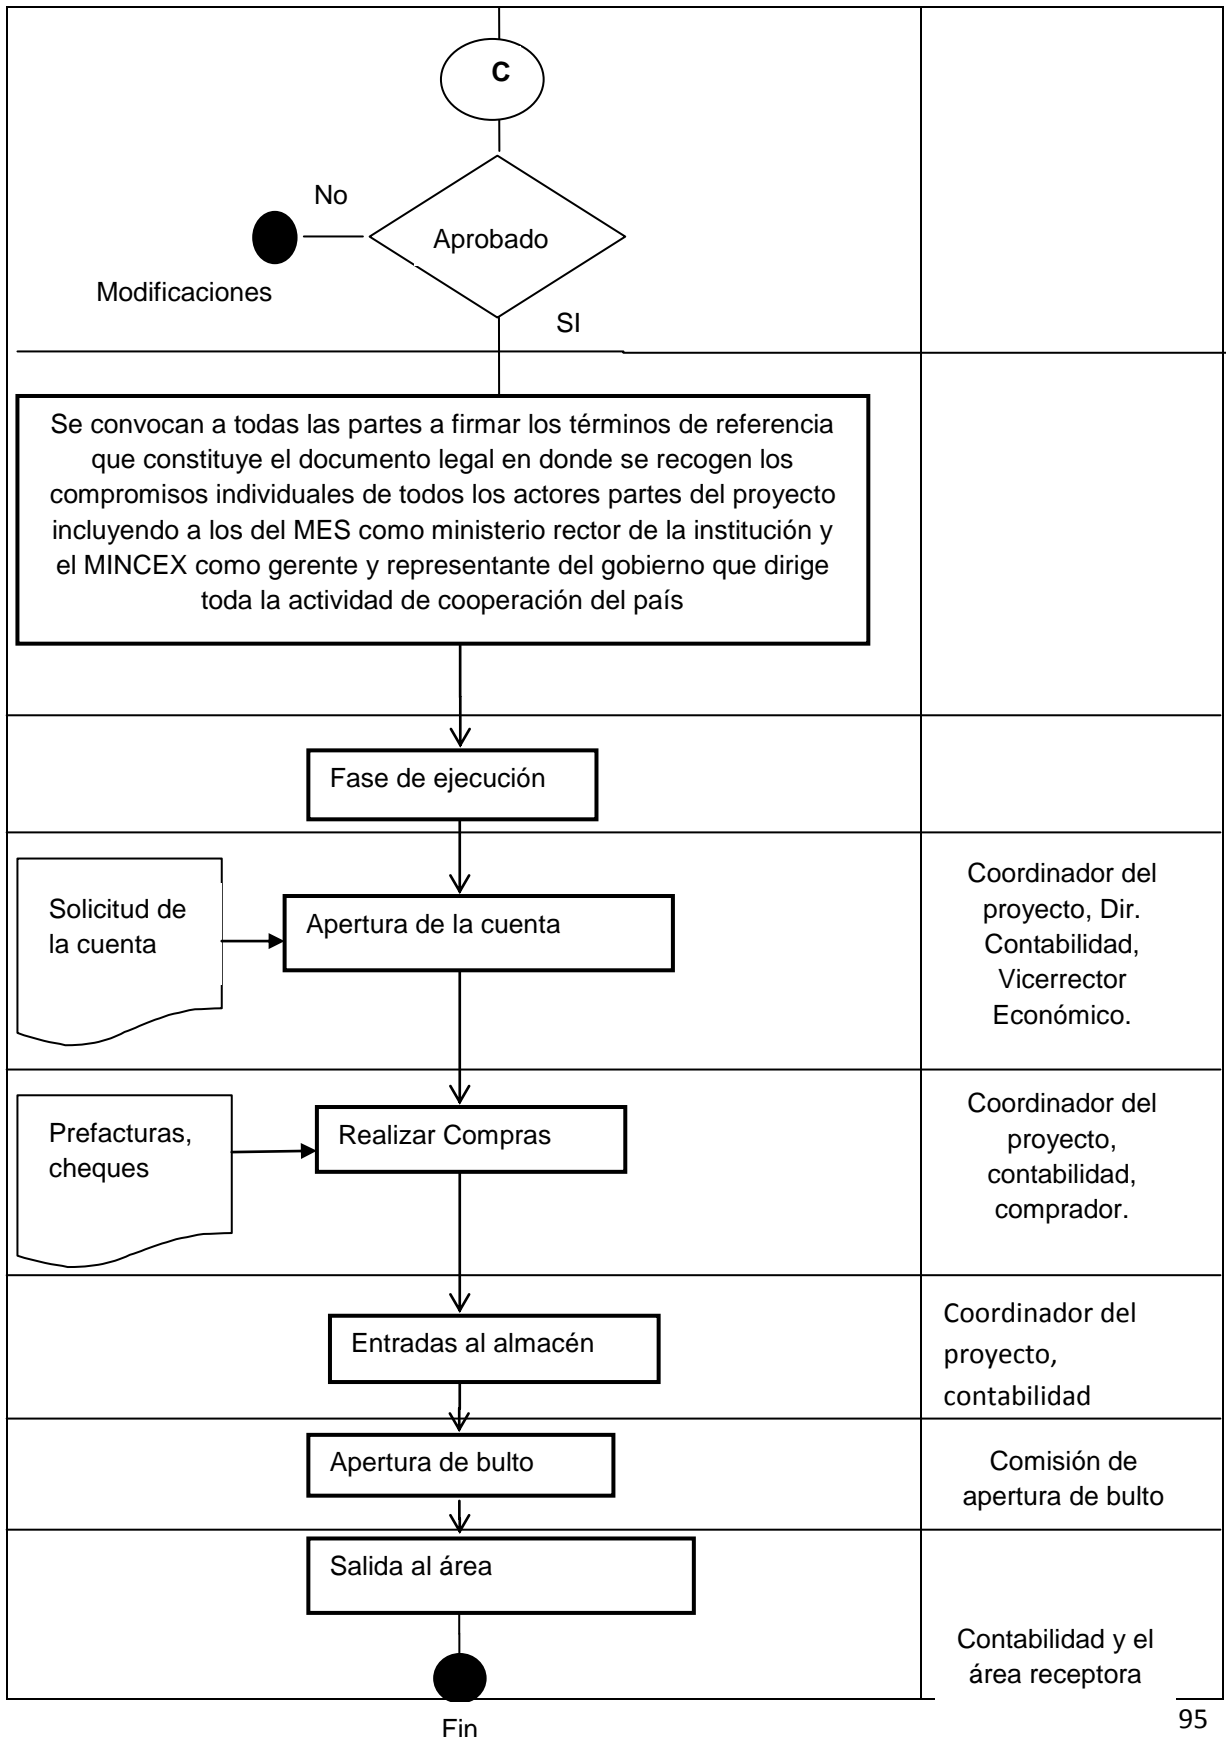 C
No
Aprobado
Modificaciones
SI
Se convocan a todas las partes a firmar los términos de referencia
que constituye el documento legal en donde se recogen los
compromisos individuales de todos los actores partes del proyecto
incluyendo a los del MES como ministerio rector de la institución y
el MINCEX como gerente y representante del gobierno que dirige
toda la actividad de cooperación del país
Fase de ejecución
Solicitud de
la cuenta
Apertura de la cuenta
Coordinador del
proyecto, Dir.
Contabilidad,
Vicerrector
Económico.
Prefacturas,
cheques
Realizar Compras
Coordinador del
proyecto,
contabilidad,
comprador.
Entradas al almacén
Coordinador del
proyecto,
contabilidad
Apertura de bulto
Comisión de
apertura de bulto
Salida al área
Contabilidad y el
área receptora
Fin
95